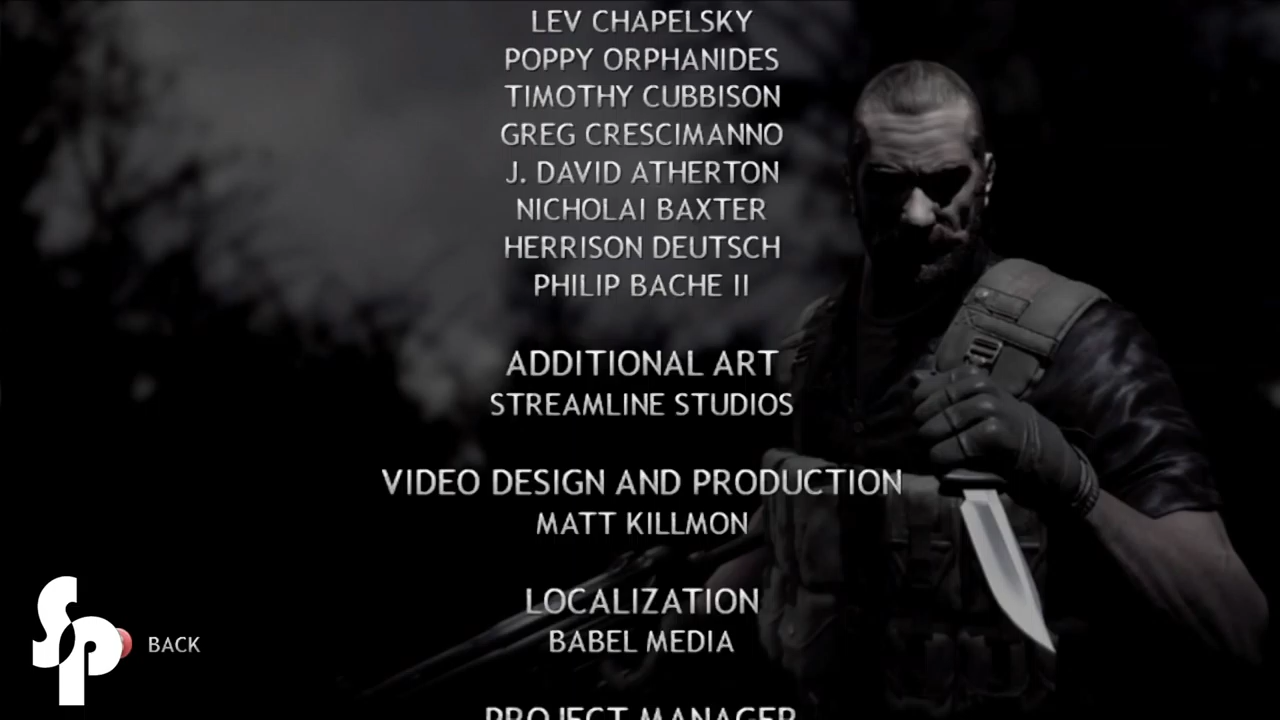 LEV CHAPELSKY
POPPY ORPHANIDES
TIMOTHY CUBBISON
GREG CRESCIMANNO
J. DAVID ATHERTON
NICHOLAI BAXTER
HERRISON DEUTSCH
PHILIP BACHE II
ADDITIONAL ART
STREAMLINE STUDIOS
VIDEO DESIGN AND PRODUCTION
MATT KILLMON
LOCALIZATION
BABEL MEDIA
SP
BACK
PROJECT MANAGER